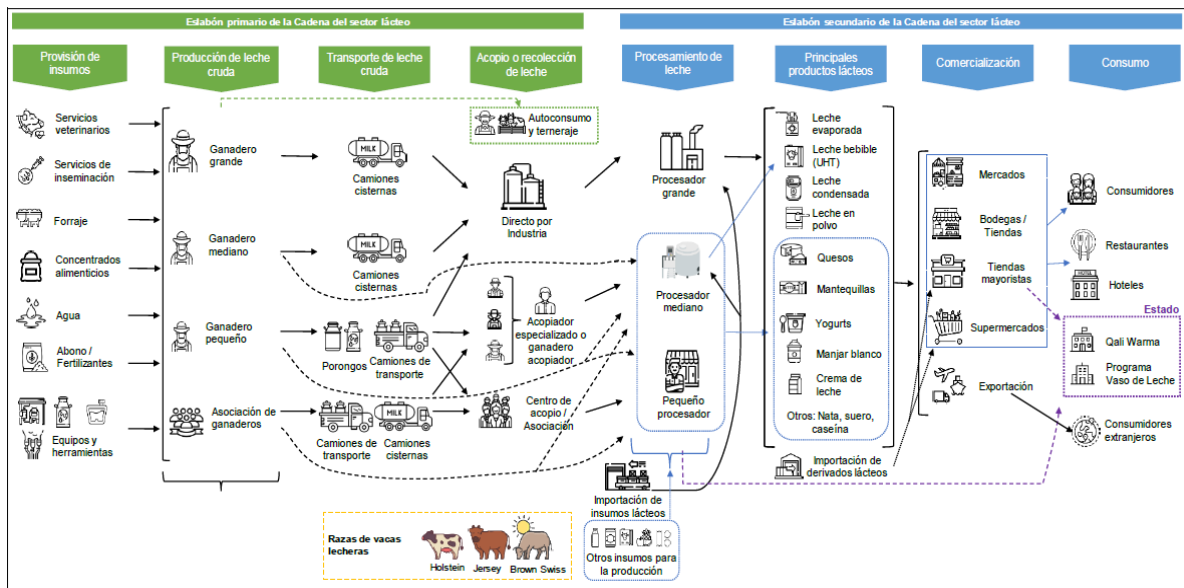 Eslabón primario de la Cadena del sector lácteo
Eslabón secundario de la Cadena del sector lácteo
Provisión de
insumos
Producción de leche
cruda
Transporte de leche
cruda
Acopio o recolección
de leche
Procesamiento de
leche
Principales
productos lácteos
Comercialización
Consumo
Servicios
veterinarios
Servicios de
inseminación
Forraje
Concentrados
alimenticios
Agua
Abono /
Fertilizantes
Equipos y
herramientas
Ganadero
grande
Ganadero
mediano
Ganadero
pequeño
Asociación de
ganaderos
MILK
Camiones
cisternas
MILK
Camiones
cisternas
Porongos
Camiones de
transporte
MILK
Camiones de
transporte
Camiones
cisternas
Autoconsumo
y terneraje
Directo por
Industria
Acopiador
especializado o
ganadero
acopiador
Centro de
acopio /
Asociación
Procesador
grande
Procesador
mediano
Pequeño
procesador
Importación de
insumos lácteos
Otros insumos para
la producción
Leche
evaporada
Leche bebible
(UHT)
Leche
condensada
Leche en
polvo
Quesos
Mantequillas
Yogurts
Manjar blanco
Crema de
leche
Otros: Nata, suero,
caseína
Importación de
derivados lácteos
Mercados
Bodegas /
Tiendas
Tiendas
mayoristas
Supermercados
Exportación
Consumidores
Restaurantes
HOTEL
Hoteles
Estado
Qali Warma
Programa
Vaso de Leche
Consumidores
extranjeros
Razas de vacas
lecheras
Holstein
Jersey
Brown Swiss